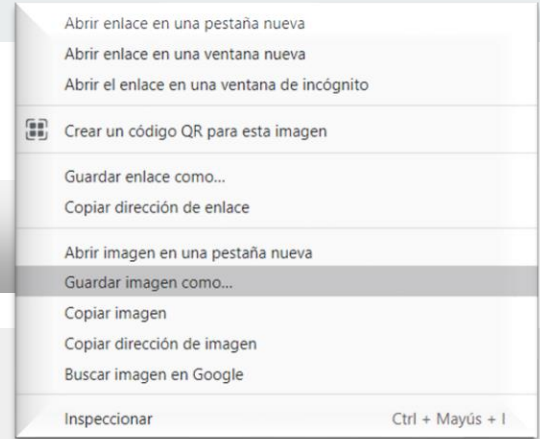 Abrir enlace en una pestaña nueva
Abrir enlace en una ventana nueva
Abrir el enlace en una ventana de incógnito
Crear un código QR para esta imagen
Guardar enlace como...
Copiar dirección de enlace
Abrir imagen en una pestaña nueva
Guardar imagen como...
Copiar imagen
Copiar dirección de imagen
Buscar imagen en Google
Inspeccionar Ctrl + Mayús + I